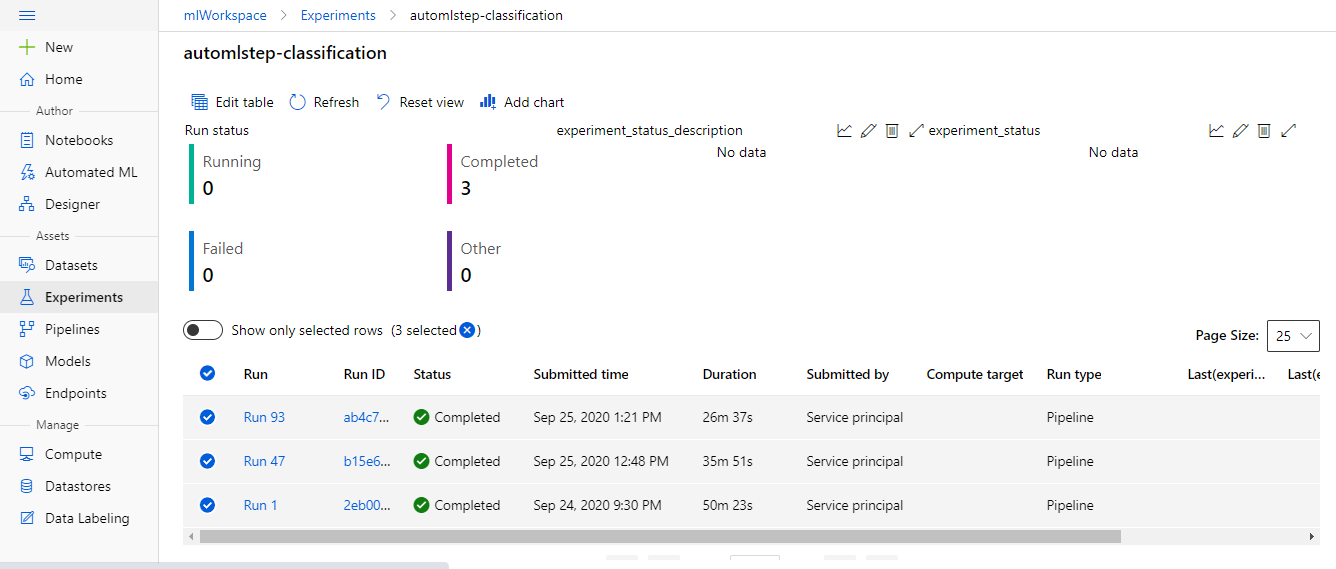 mlWorkspace > Experiments > automlstep-classification
New
Home
Author
Notebooks
Automated ML
Designer
Assets
Datasets
Experiments
Pipelines
Models
Endpoints
Manage
Compute
Datastores
Data Labeling
automlstep-classification
Edit table Refresh Reset view Add chart
Run status
Running
0
Completed
3
Failed
0
Other
0
experiment_status_description
No data
experiment_status
No data
Show only selected rows (3 selected )
Page Size: 25
Run Run ID Status Submitted time Duration Submitted by Compute target Run type Last(experi... Last(e
Run 93 ab4c7... Completed Sep 25, 2020 1:21 PM 26m 37s Service principal Pipeline
Run 47 b15e6... Completed Sep 25, 2020 12:48 PM 35m 51s Service principal Pipeline
Run 1 2eb00... Completed Sep 24, 2020 9:30 PM 50m 23s Service principal Pipeline